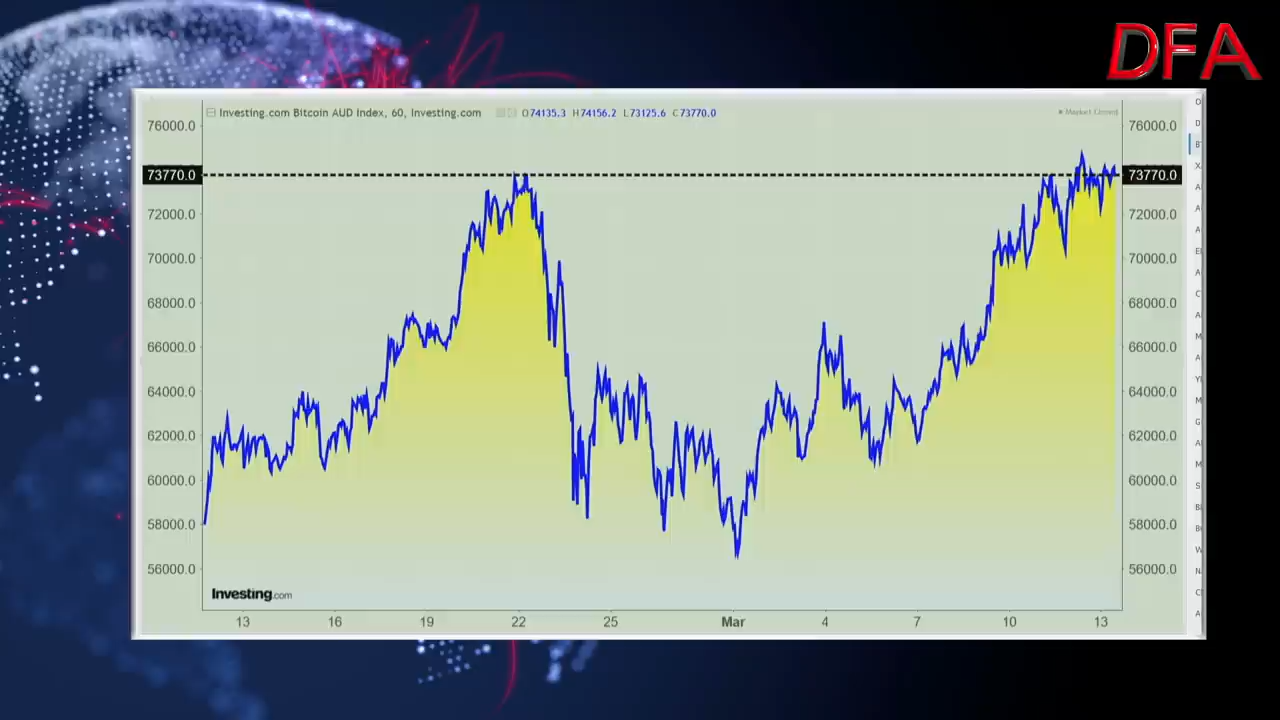 DFA
Investing.com Bitcoin AUD Index, 60, Investing.com O74135.3 H74156.2 L73125.6 C73770.0
Market Closed
76000.0 76000.0
73770.0 73770.0
72000.0 72000.0
70000.0 70000.0
68000.0 68000.0
66000.0 66000.0
64000.0 64000.0
62000.0 62000.0
60000.0 60000.0
58000.0 58000.0
56000.0 56000.0
Investing.com
13 16 19 22 25 Mar 4 7 10 13